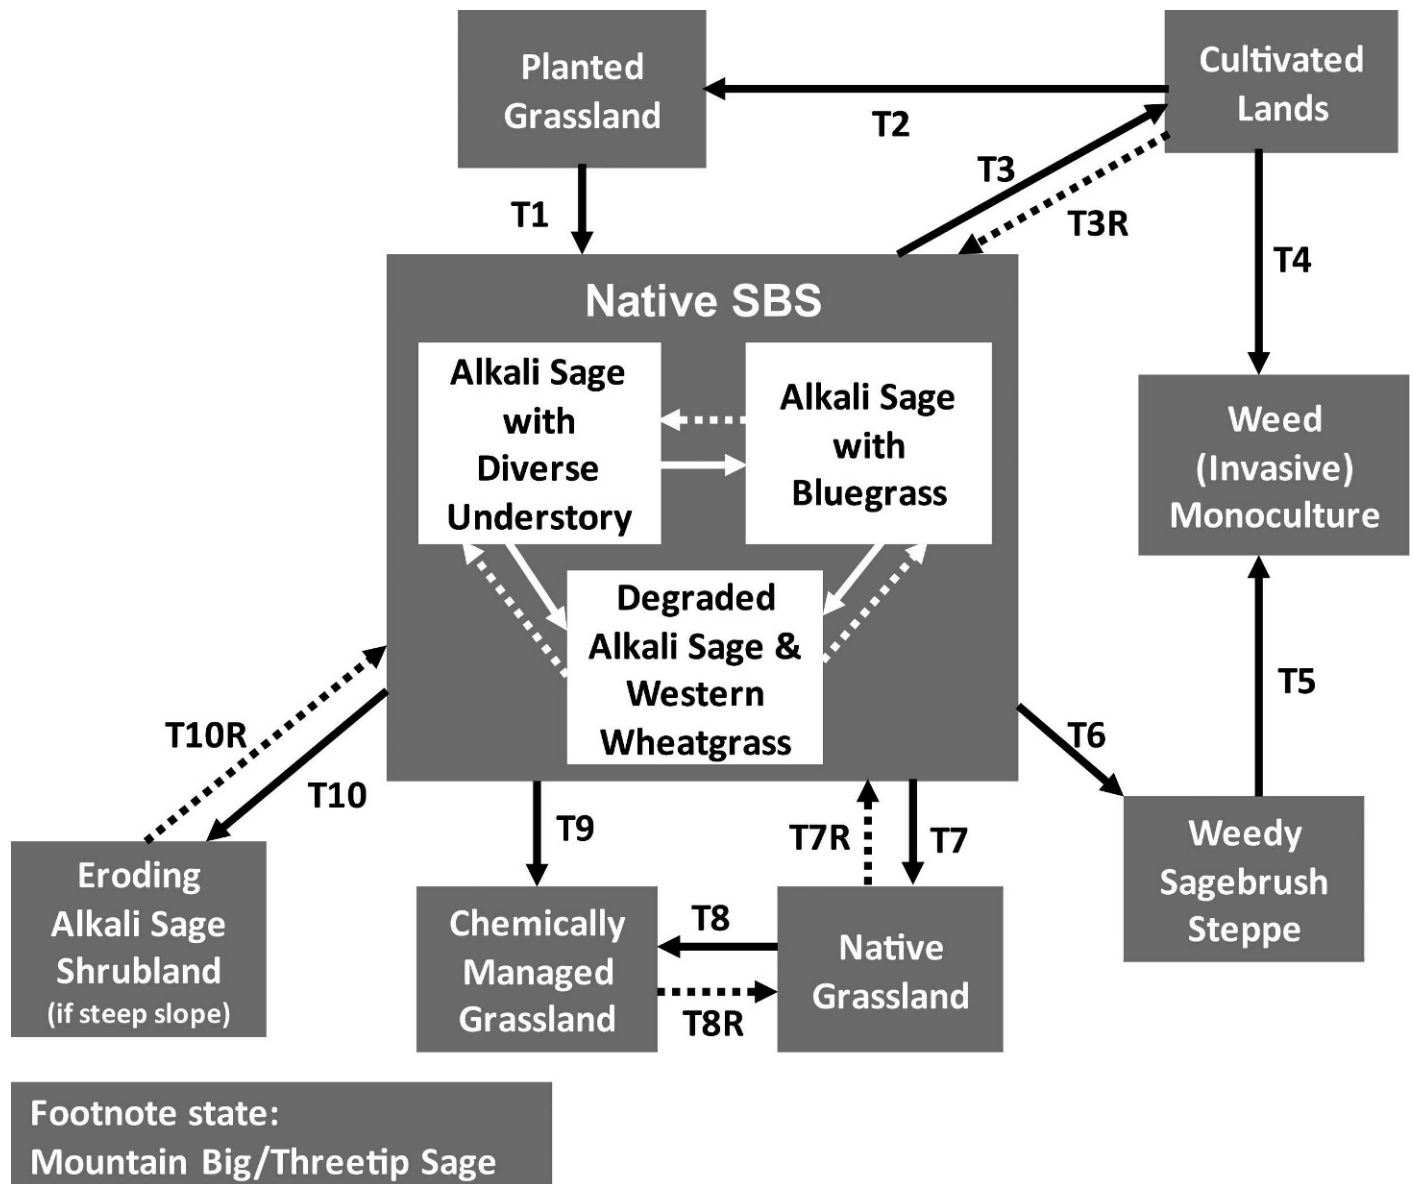 Planted
Grassland
Cultivated
Lands
T2
T3
T1
T3R
T4
Native SBS
Alkali Sage
with
Diverse
Understory
Alkali Sage
with
Bluegrass
Weed
(Invasive)
Monoculture
Degraded
Alkali Sage &
Western
Wheatgrass
T5
T10R
T6
T10
T9
T7R
T7
Eroding
Alkali Sage
Shrubland
(if steep slope)
Chemically
Managed
Grassland
T8
T8R
Native
Grassland
Weedy
Sagebrush
Steppe
Footnote state:
Mountain Big/Threetip Sage